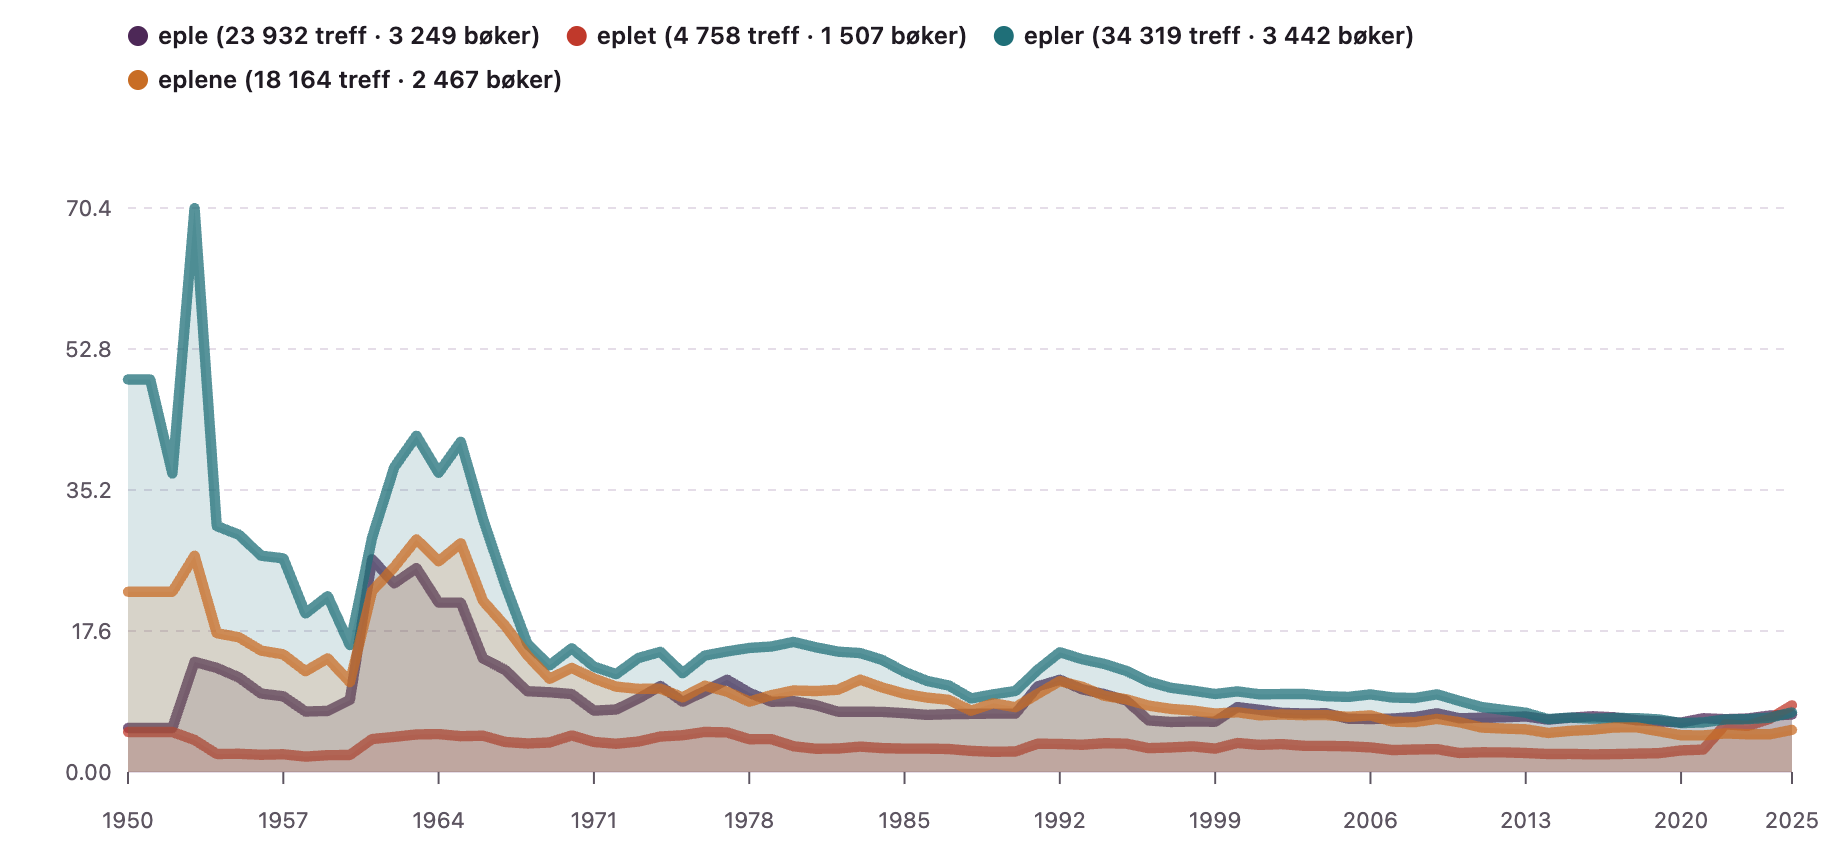 eple (23 932 treff · 3 249 bøker) eplet (4 758 treff · 1 507 bøker) epler (34 319 treff · 3 442 bøker)
eplene (18 164 treff · 2 467 bøker)
70.4
52.8
35.2
17.6
0.00
1950 1957 1964 1971 1978 1985 1992 1999 2006 2013 2020 2025